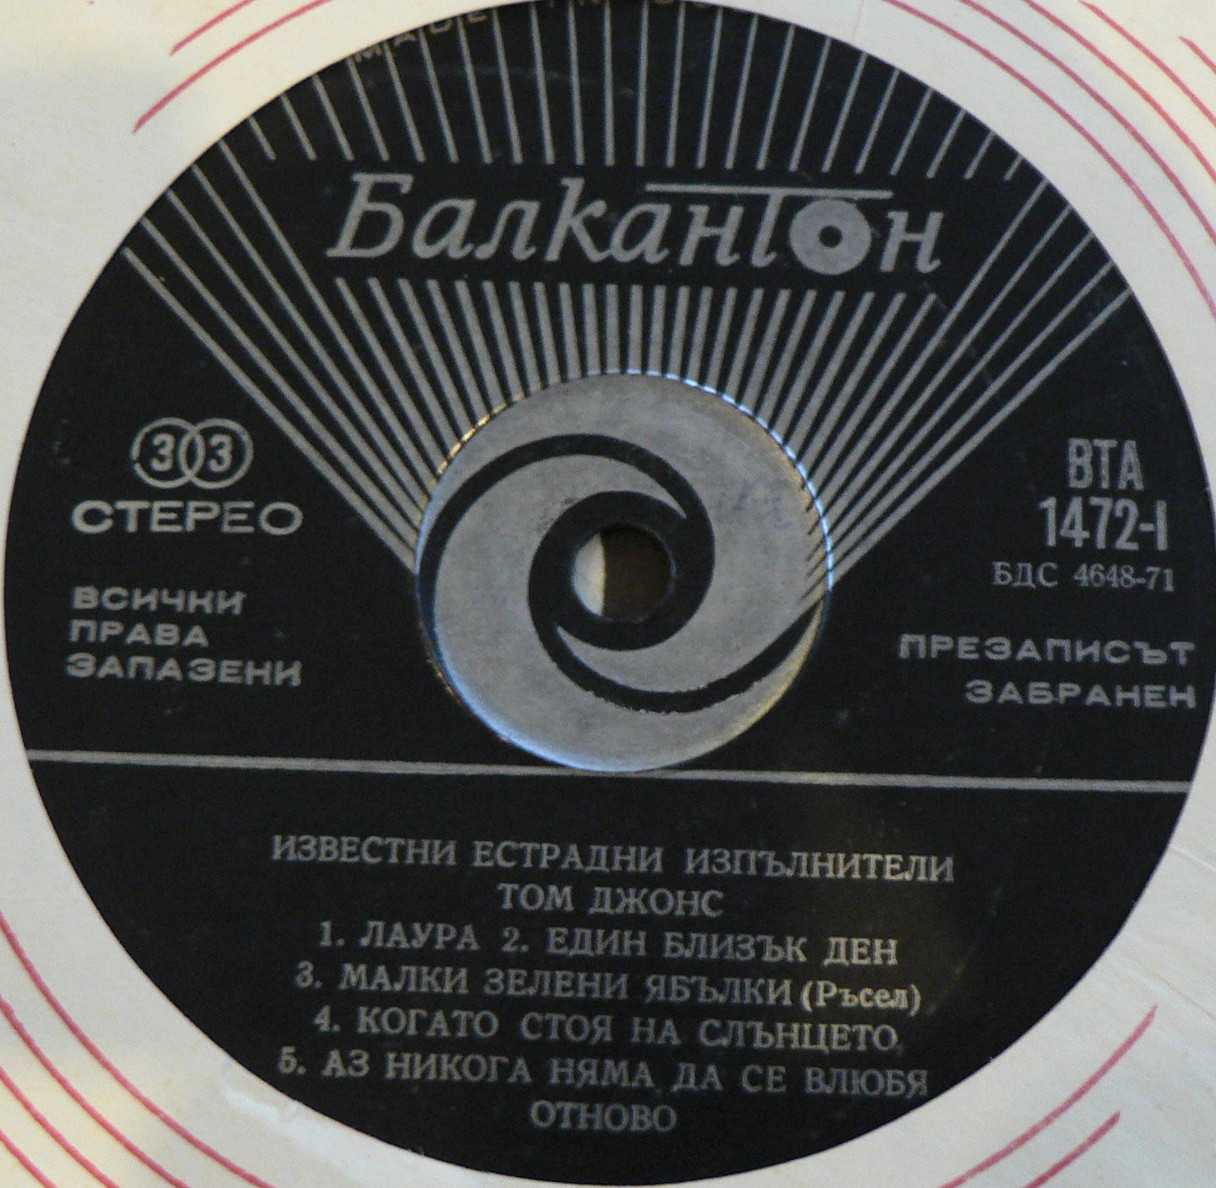 MADE IN
Балкантон
33
СТЕРЕО
ВСИЧКИ
ПРАВА
ЗАПАЗЕНИ
ВТА
1472-I
БДС 4648-71
ПРЕЗАПИСЪТ
ЗАБРАНЕН
ИЗВЕСТНИ ЕСТРАДНИ ИЗПЪЛНИТЕЛИ
ТОМ ДЖОНС
1. ЛАУРА 2. ЕДИН БЛИЗЪК ДЕН
3. МАЛКИ ЗЕЛЕНИ ЯБЪЛКИ (Ръсел)
4. КОГАТО СТОЯ НА СЛЪНЦЕТО
5. АЗ НИКОГА НЯМА ДА СЕ ВЛЮБЯ
ОТНОВО